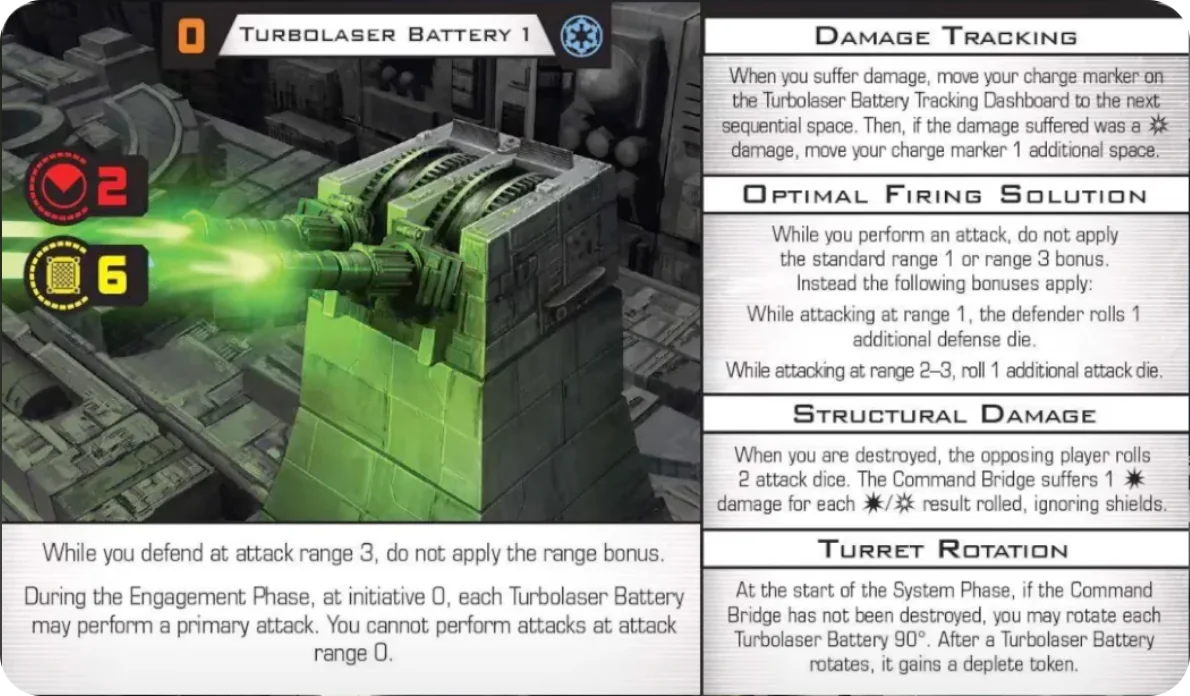 0
TURBOLASER BATTERY 1
2
6
While you defend at attack range 3, do not apply the range bonus.
During the Engagement Phase, at initiative 0, each Turbolaser Battery
may perform a primary attack. You cannot perform attacks at attack
range 0.
DAMAGE TRACKING
When you suffer damage, move your charge marker on
the Turbolaser Battery Tracking Dashboard to the next
sequential space. Then, if the damage suffered was a
damage, move your charge marker 1 additional space.
OPTIMAL FIRING SOLUTION
While you perform an attack, do not apply
the standard range 1 or range 3 bonus.
Instead the following bonuses apply:
While attacking at range 1, the defender rolls 1
additional defense die.
While attacking at range 2–3, roll 1 additional attack die.
STRUCTURAL DAMAGE
When you are destroyed, the opposing player rolls
2 attack dice. The Command Bridge suffers 1
damage for each / result rolled, ignoring shields.
TURRET ROTATION
At the start of the System Phase, if the Command
Bridge has not been destroyed, you may rotate each
Turbolaser Battery 90°. After a Turbolaser Battery
rotates, it gains a deplete token.